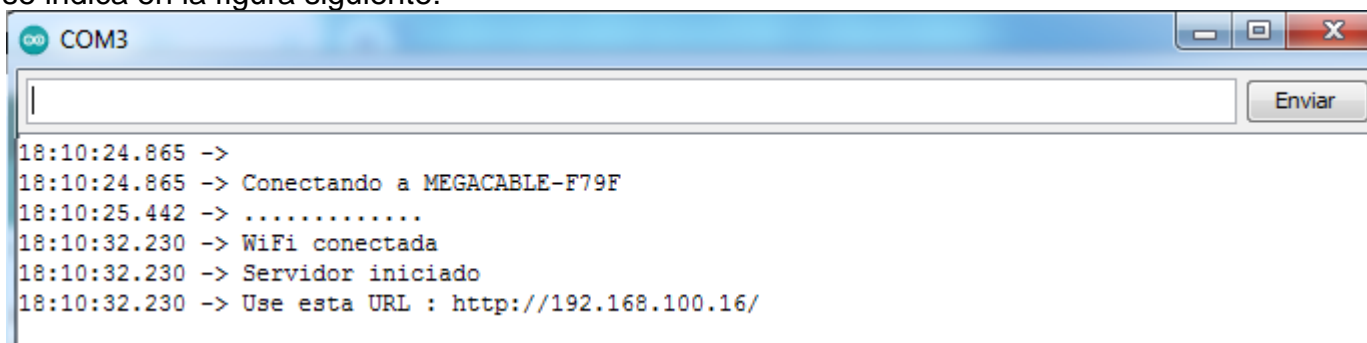 se indica en la figura siguiente.
COM3
Enviar
18:10:24.865 ->
18:10:24.865 -> Conectando a MEGACABLE-F79F
18:10:25.442 -> .............
18:10:32.230 -> WiFi conectada
18:10:32.230 -> Servidor iniciado
18:10:32.230 -> Use esta URL : http://192.168.100.16/